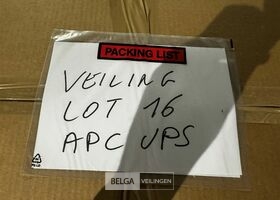 PACKING LIST
VEILING
LOT 16
APC UPS
BELGA VEILINGEN